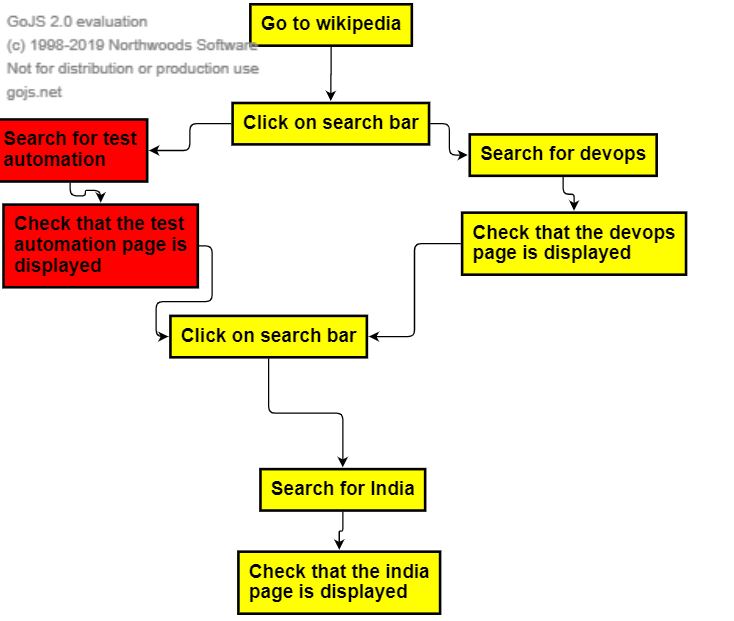 GoJS 2.0 evaluation
(c) 1998-2019 Northwoods Software
Not for distribution or production use
gojs.net
Go to wikipedia
Click on search bar
Search for test
automation
Search for devops
Check that the test
automation page is
displayed
Check that the devops
page is displayed
Click on search bar
Search for India
Check that the india
page is displayed